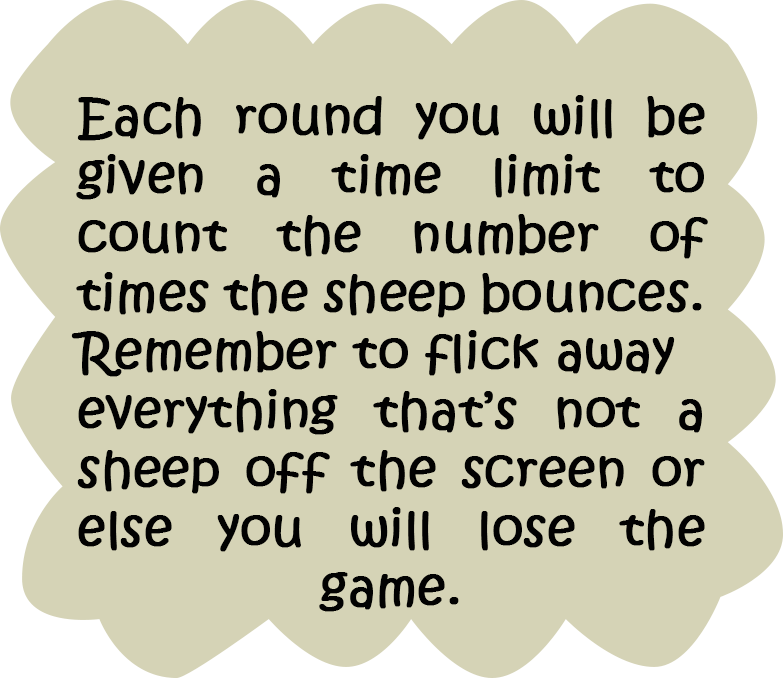 Each round you will be
given a time limit to
count the number of
times the sheep bounces.
Remember to flick away
everything that’s not a
sheep off the screen or
else you will lose the
game.